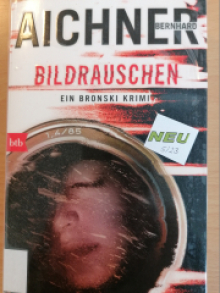 AICHNER
BERNHARD
BILDRAUSCHEN
EIN BRONSKI KRIMI
btb
1,4/85
NEU